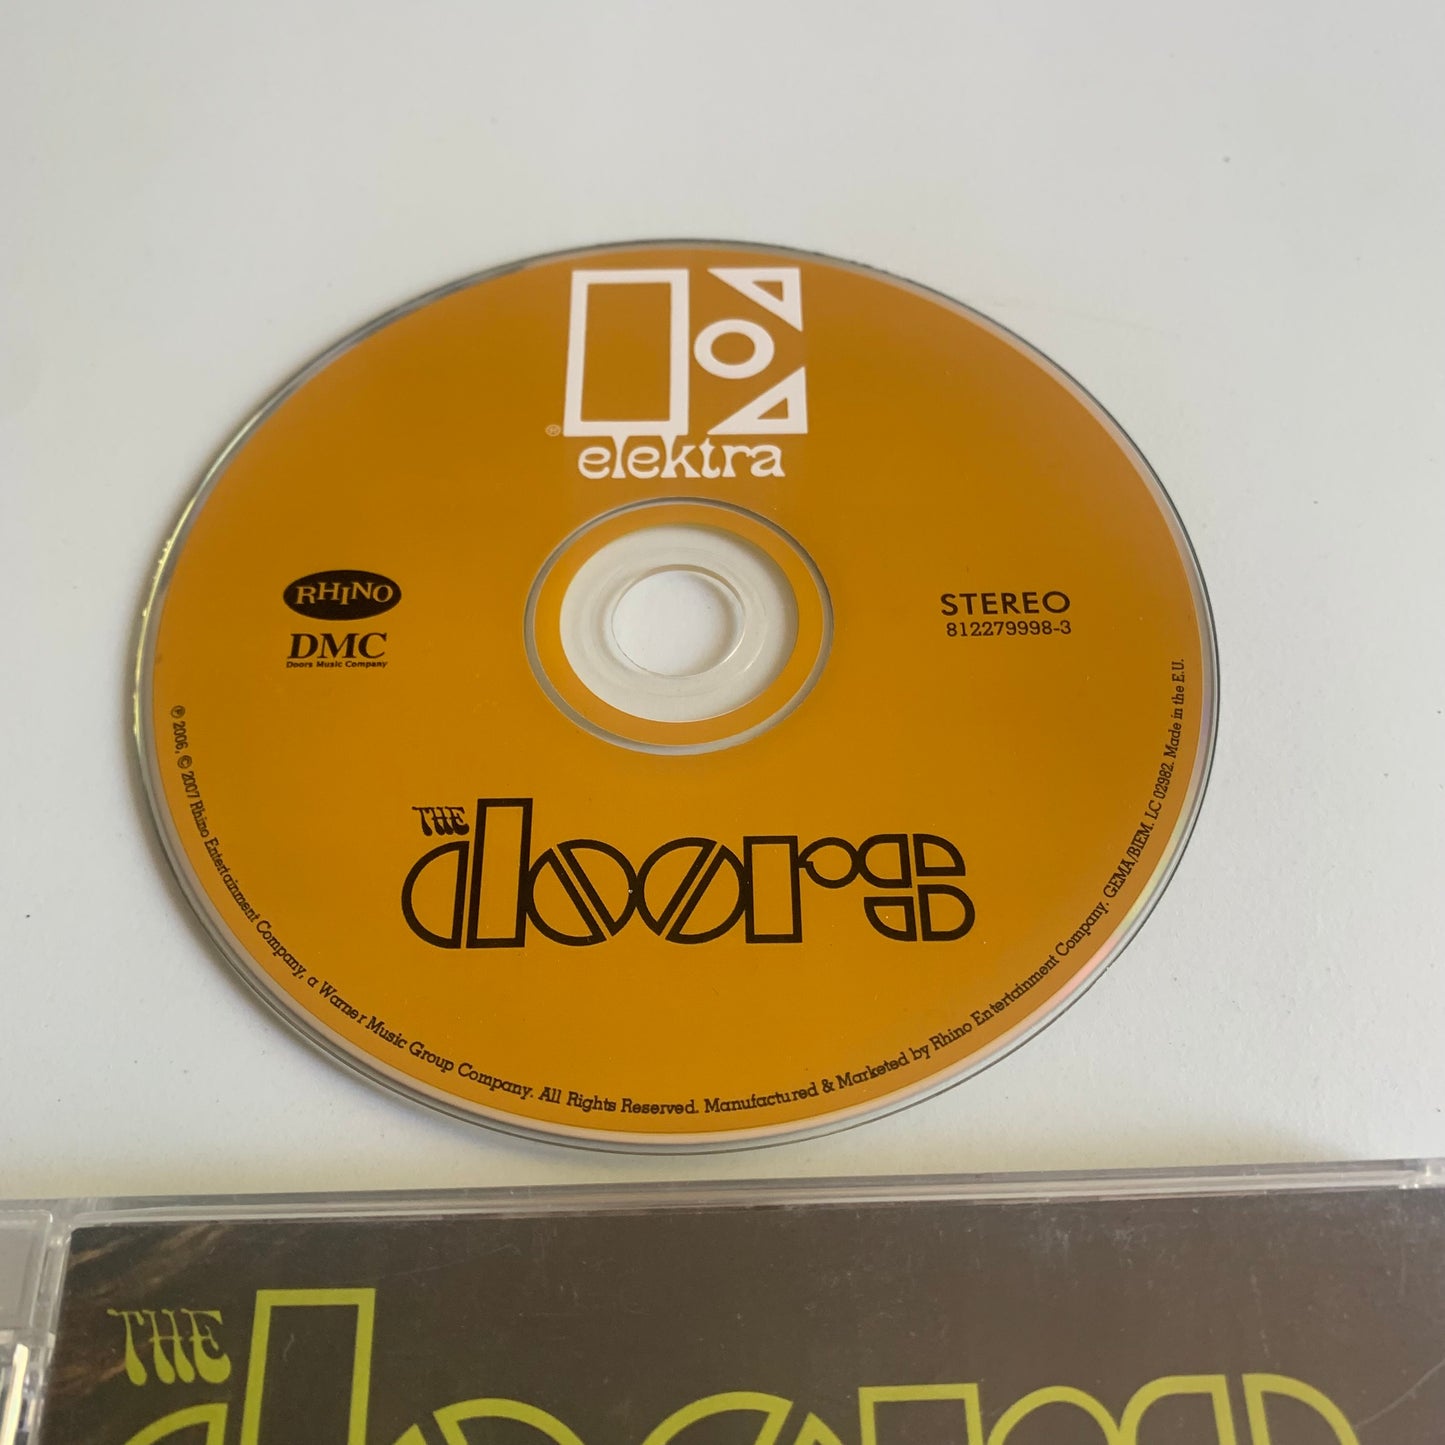 ®
elektra
RHINO
DMC
Doors Music Company
STEREO
812279998-3
THE
doors
℗ 2006, © 2007 Rhino Entertainment Company, a Warner Music Group Company. All Rights Reserved. Manufactured & Marketed by Rhino Entertainment Company. GEMA/BIEM. LC 02982. Made in the E.U.
THE
doors